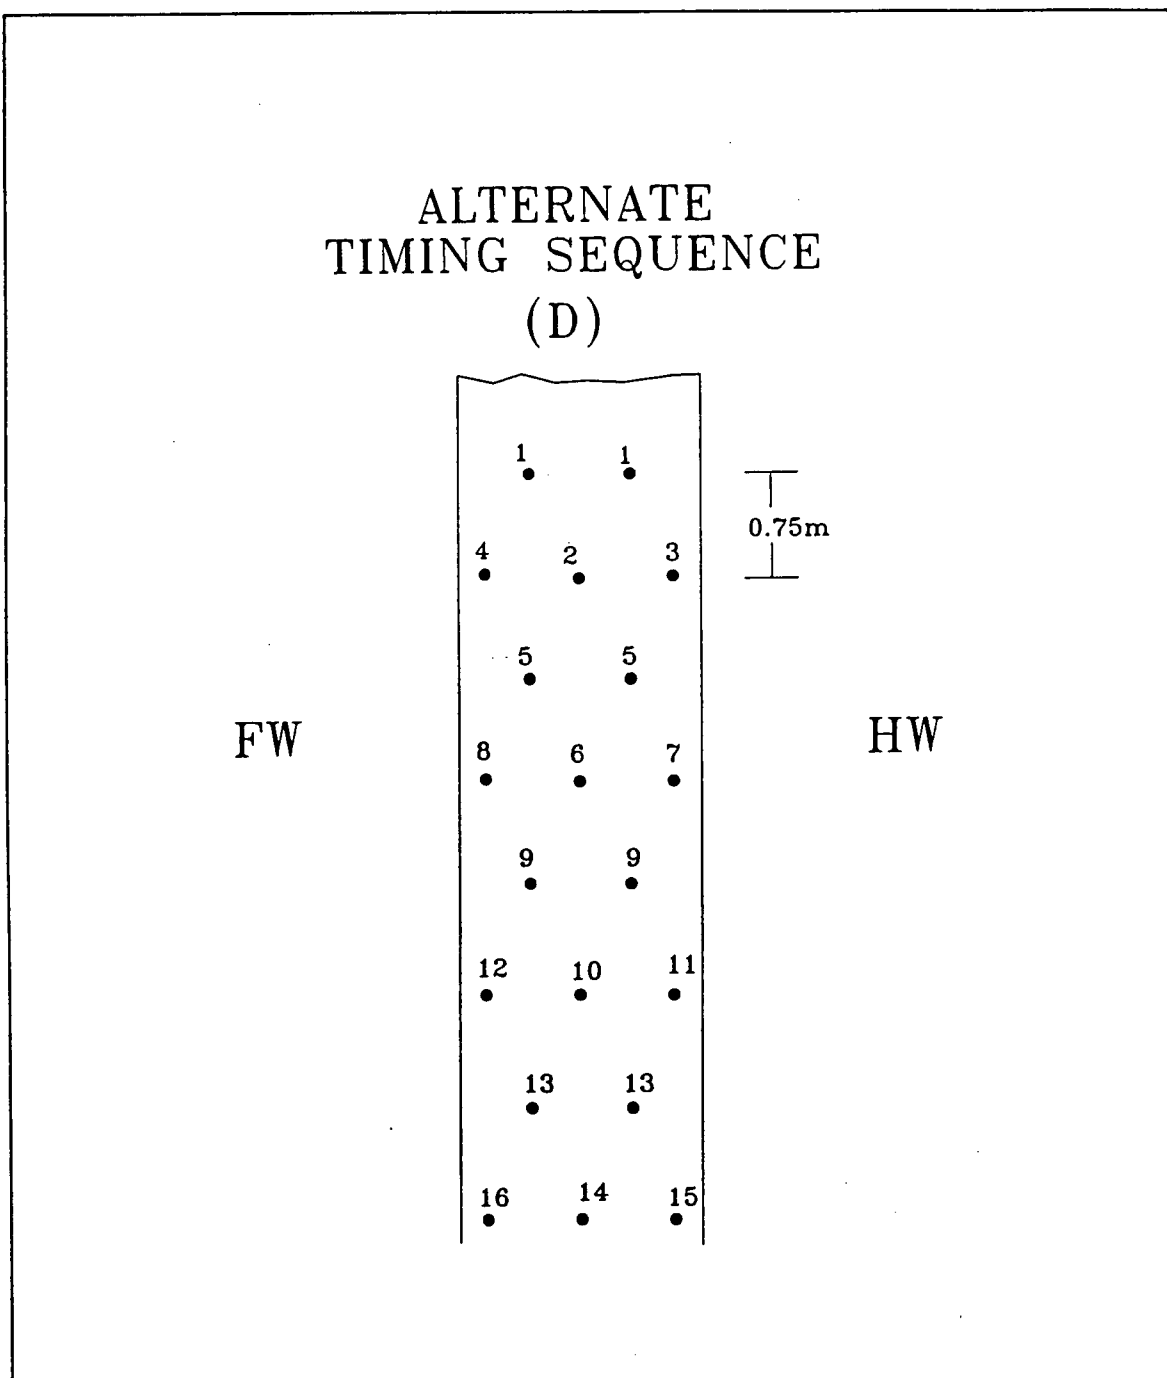 ALTERNATE
TIMING SEQUENCE
(D)
1 1
0.75m
4 2 3
5 5
FW
HW
8 6 7
9 9
12 10 11
13 13
16 14 15